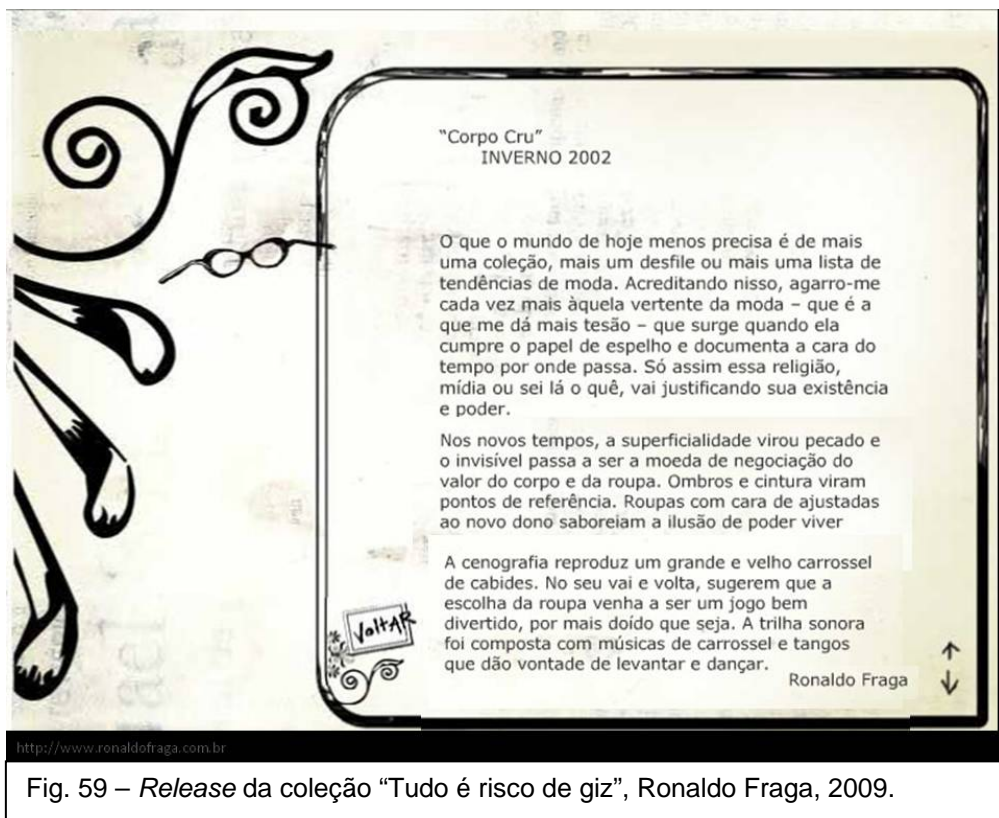 “Corpo Cru”
INVERNO 2002
O que o mundo de hoje menos precisa é de mais
uma coleção, mais um desfile ou mais uma lista de
tendências de moda. Acreditando nisso, agarro-me
cada vez mais àquela vertente da moda – que é a
que me dá mais tesão – que surge quando ela
cumpre o papel de espelho e documenta a cara do
tempo por onde passa. Só assim essa religião,
mídia ou sei lá o quê, vai justificando sua existência
e poder.
Nos novos tempos, a superficialidade virou pecado e
o invisível passa a ser a moeda de negociação do
valor do corpo e da roupa. Ombros e cintura viram
pontos de referência. Roupas com cara de ajustadas
ao novo dono saboreiam a ilusão de poder viver
A cenografia reproduz um grande e velho carrossel
de cabides. No seu vai e volta, sugerem que a
escolha da roupa venha a ser um jogo bem
divertido, por mais doído que seja. A trilha sonora
foi composta com músicas de carrossel e tangos
que dão vontade de levantar e dançar.
Ronaldo Fraga
VoltAR
http://www.ronaldofraga.com.br
Fig. 59 – Release da coleção “Tudo é risco de giz”, Ronaldo Fraga, 2009.